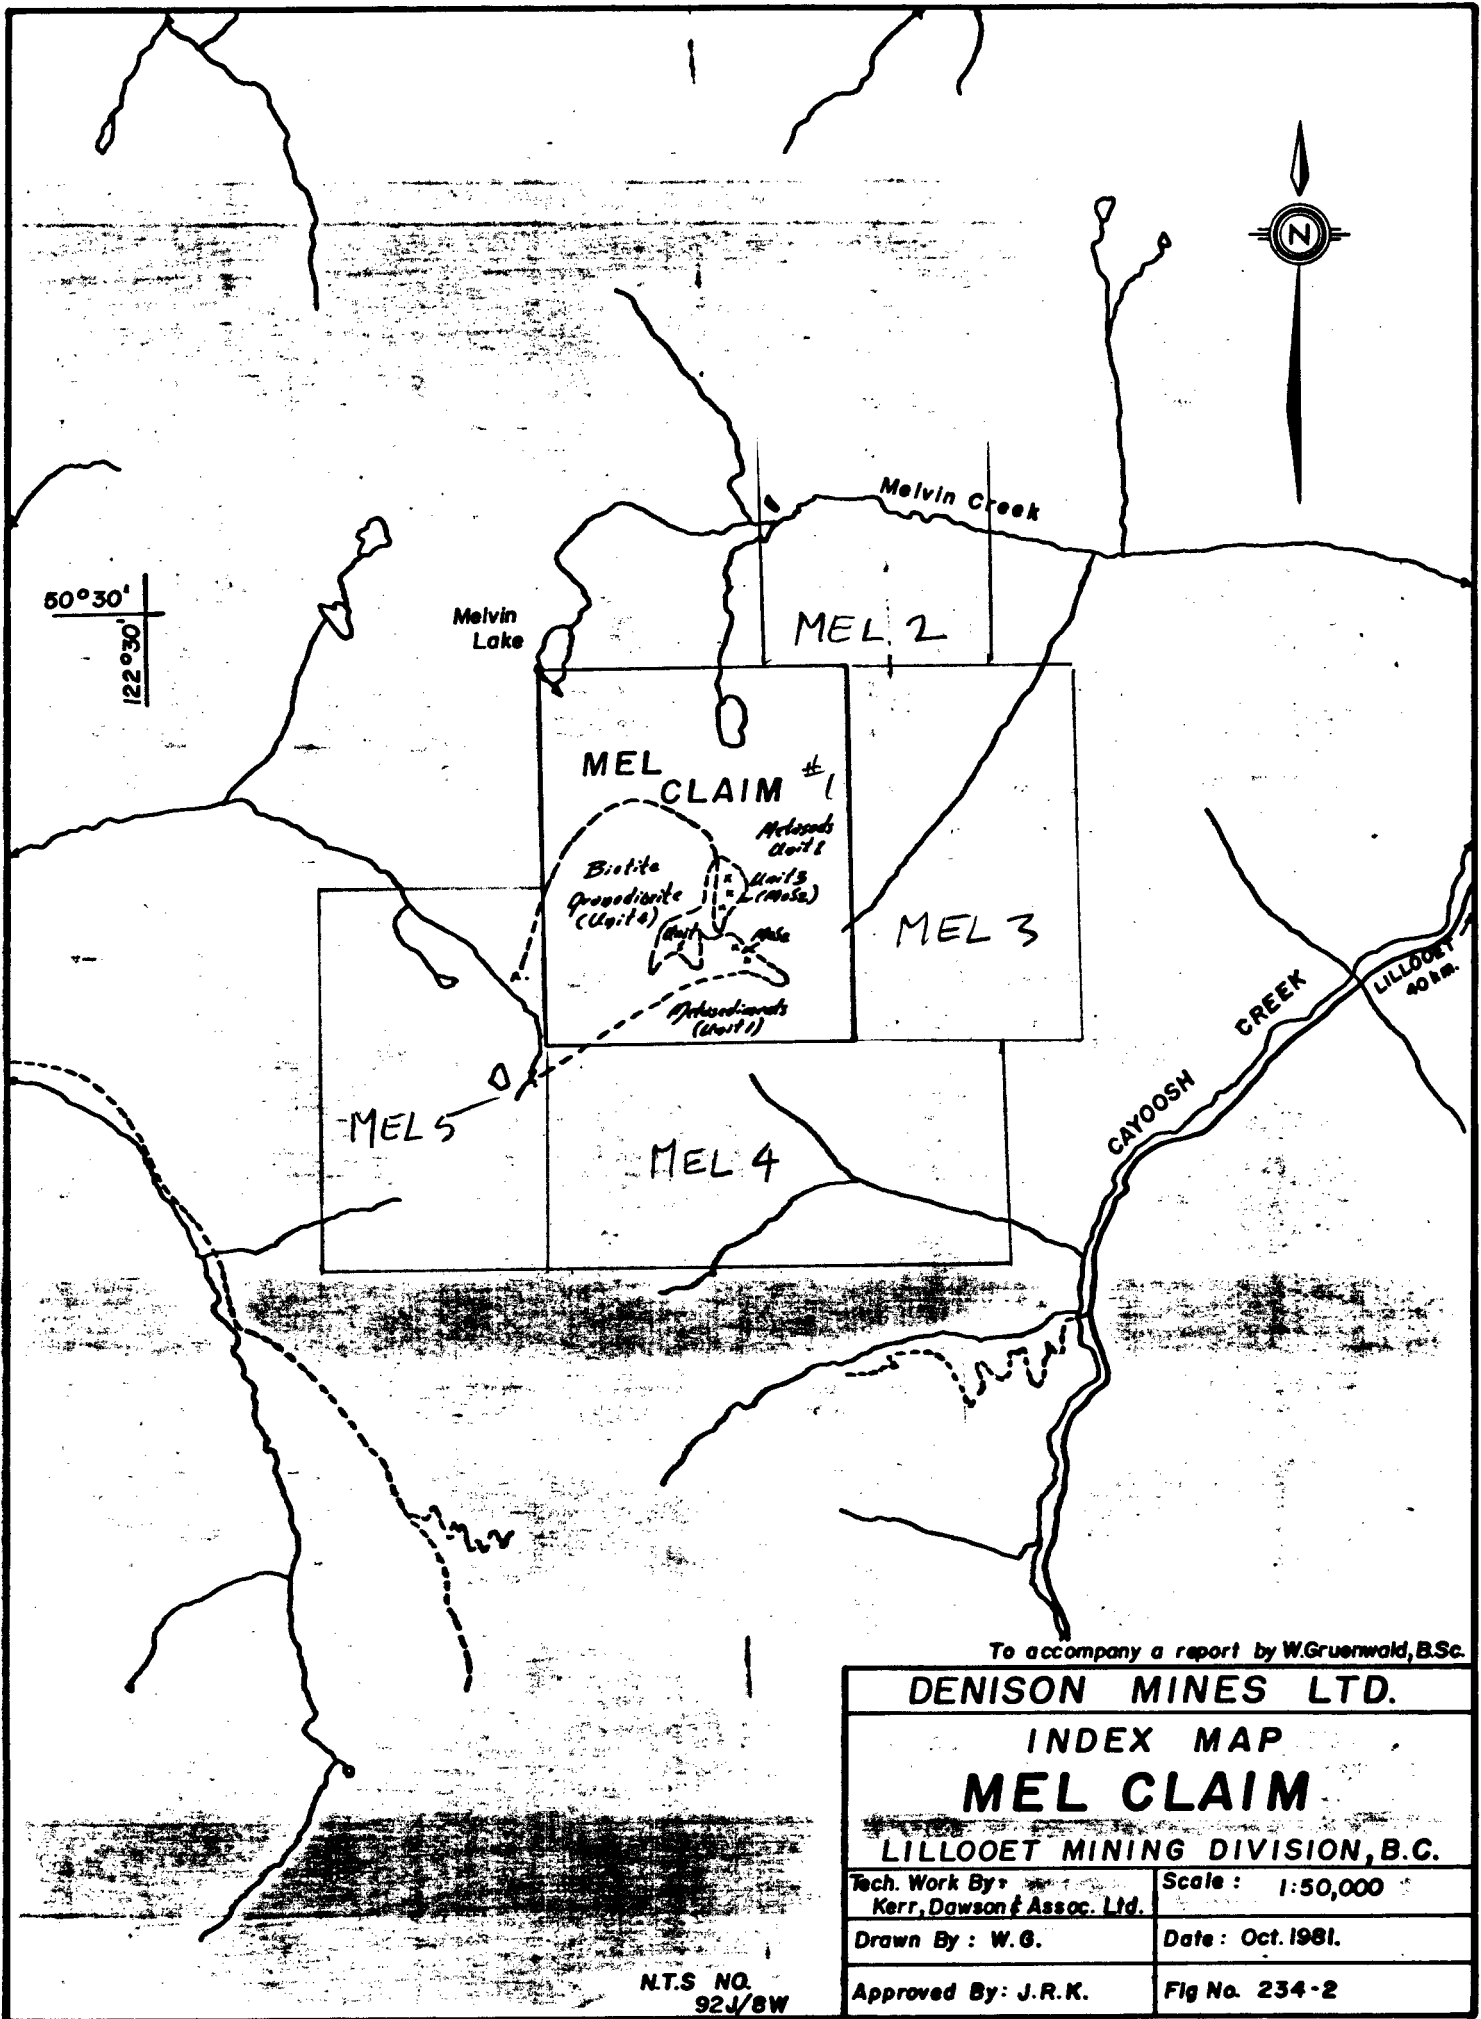 N
Melvin Creek
50°30'
122°30'
Melvin
Lake
MEL 2
MEL
CLAIM #1
Metaseds
Unit 1
Biotite
Granodiorite
(Unit 4)
Unit 3
(MoS2)
Unit
MoS2
Metasediments
(Unit 1)
MEL 3
MEL 5
MEL 4
CAYOOSH CREEK
LILLOOET
40 km.
To accompany a report by W.Gruenwald, B.Sc.
DENISON MINES LTD.
INDEX MAP
MEL CLAIM
LILLOOET MINING DIVISION, B.C.
Tech. Work By:
Kerr, Dawson & Assoc. Ltd.
Scale: 1:50,000
Drawn By: W.G.
Date: Oct. 1981.
Approved By: J.R.K.
Fig No. 234-2
N.T.S NO.
92J/8W